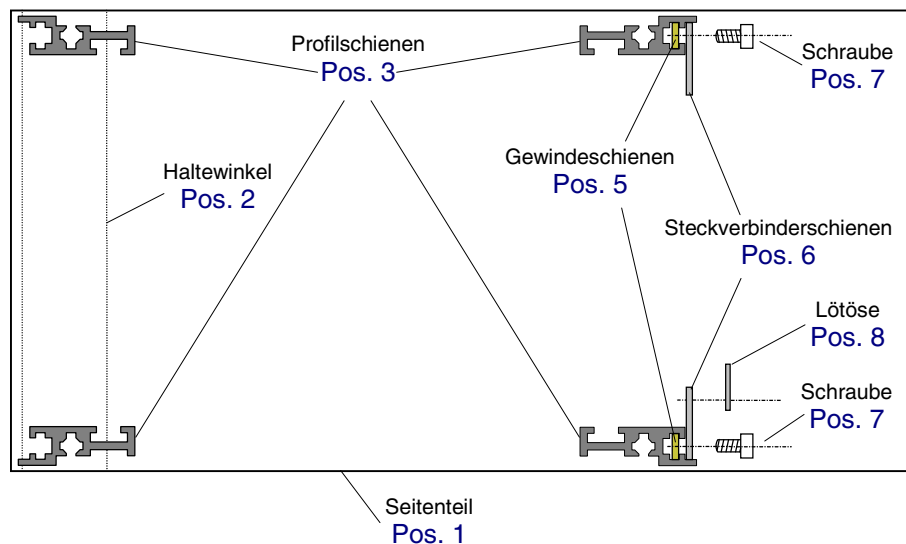 Profilschienen
Pos. 3
Schraube
Pos. 7
Haltewinkel
Pos. 2
Gewindeschienen
Pos. 5
Steckverbinderschienen
Pos. 6
Lötöse
Pos. 8
Schraube
Pos. 7
Seitenteil
Pos. 1